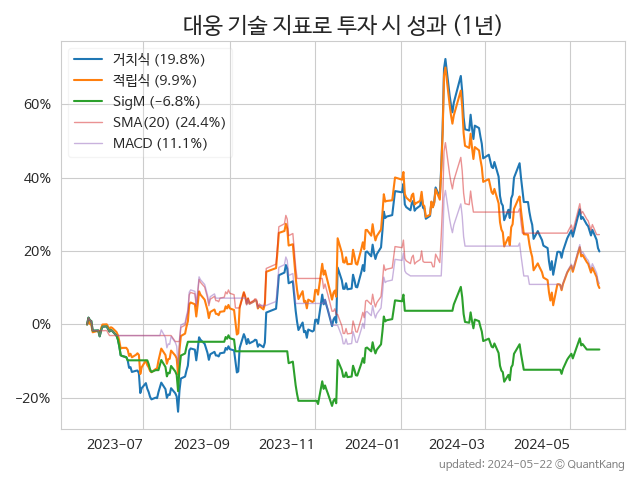 대웅 기술 지표로 투자 시 성과 (1년)
거치식 (19.8%)
적립식 (9.9%)
SigM (−6.8%)
SMA(20) (24.4%)
MACD (11.1%)
60%
40%
20%
0%
−20%
2023-07 2023-09 2023-11 2024-01 2024-03 2024-05
updated: 2024-05-22 © QuantKang